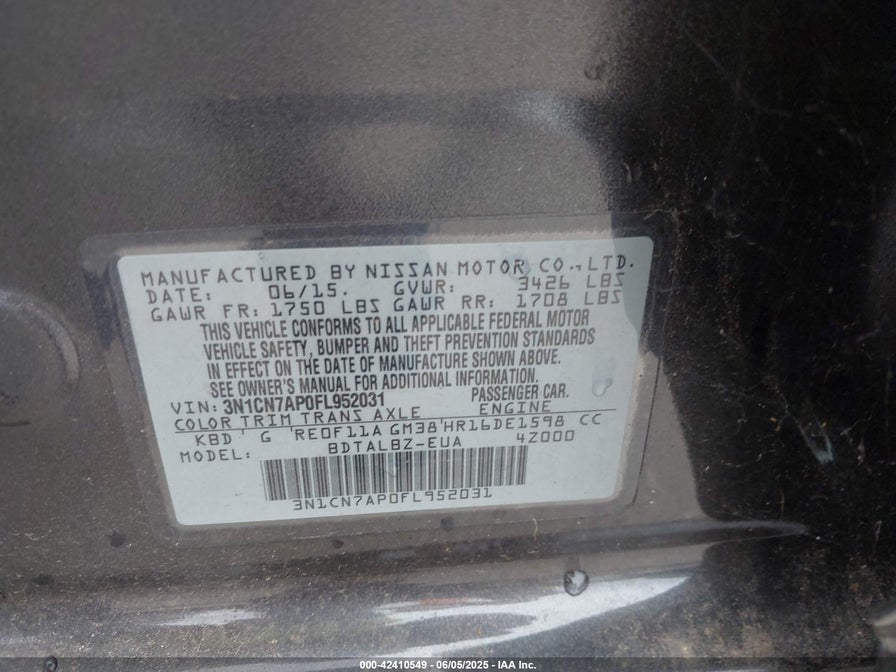 MANUFACTURED BY NISSAN MOTOR CO.,LTD.
DATE: 06/15. GVWR: 3426 LBS
GAWR FR: 1750 LBS GAWR RR: 1708 LBS
THIS VEHICLE CONFORMS TO ALL APPLICABLE FEDERAL MOTOR
VEHICLE SAFETY, BUMPER AND THEFT PREVENTION STANDARDS
IN EFFECT ON THE DATE OF MANUFACTURE SHOWN ABOVE.
SEE OWNER'S MANUAL FOR ADDITIONAL INFORMATION.
VIN: 3N1CN7AP0FL952031 PASSENGER CAR.
COLOR TRIM TRANS AXLE ENGINE
KBD' G 'RE0F11A GM38'HR16DE1598 CC
MODEL: BDTALBZ-EUA 4Z000
3N1CN7AP0FL952031
000-42410549 - 06/05/2025 - IAA Inc.